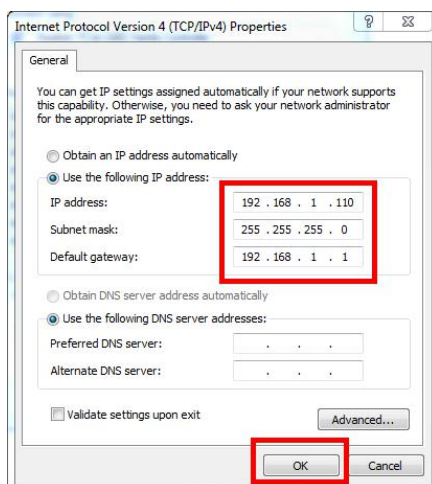 Internet Protocol Version 4 (TCP/IPv4) Properties
General
You can get IP settings assigned automatically if your network supports
this capability. Otherwise, you need to ask your network administrator
for the appropriate IP settings.
Obtain an IP address automatically
Use the following IP address:
IP address: 192 . 168 . 1 . 110
Subnet mask: 255 . 255 . 255 . 0
Default gateway: 192 . 168 . 1 . 1
Obtain DNS server address automatically
Use the following DNS server addresses:
Preferred DNS server: . . .
Alternate DNS server: . . .
Validate settings upon exit
Advanced...
OK Cancel